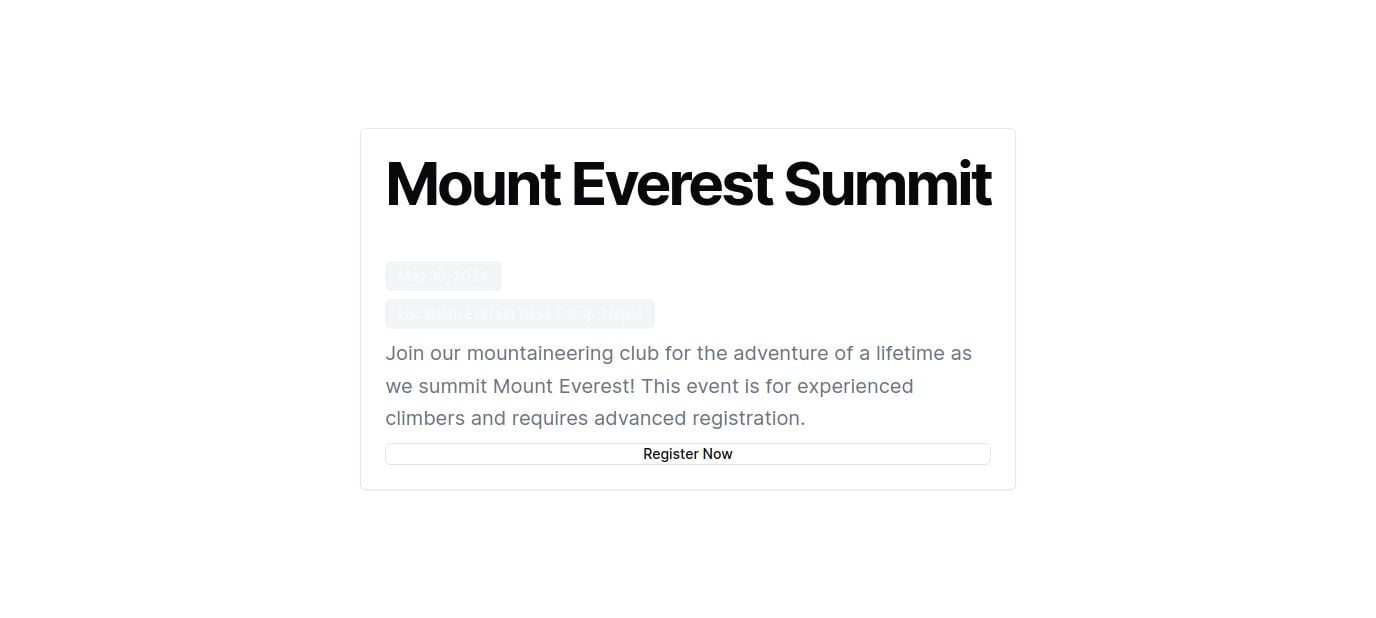 Mount Everest Summit
May 10, 2024
Location: Everest Base Camp, Nepal
Join our mountaineering club for the adventure of a lifetime as
we summit Mount Everest! This event is for experienced
climbers and requires advanced registration.
Register Now